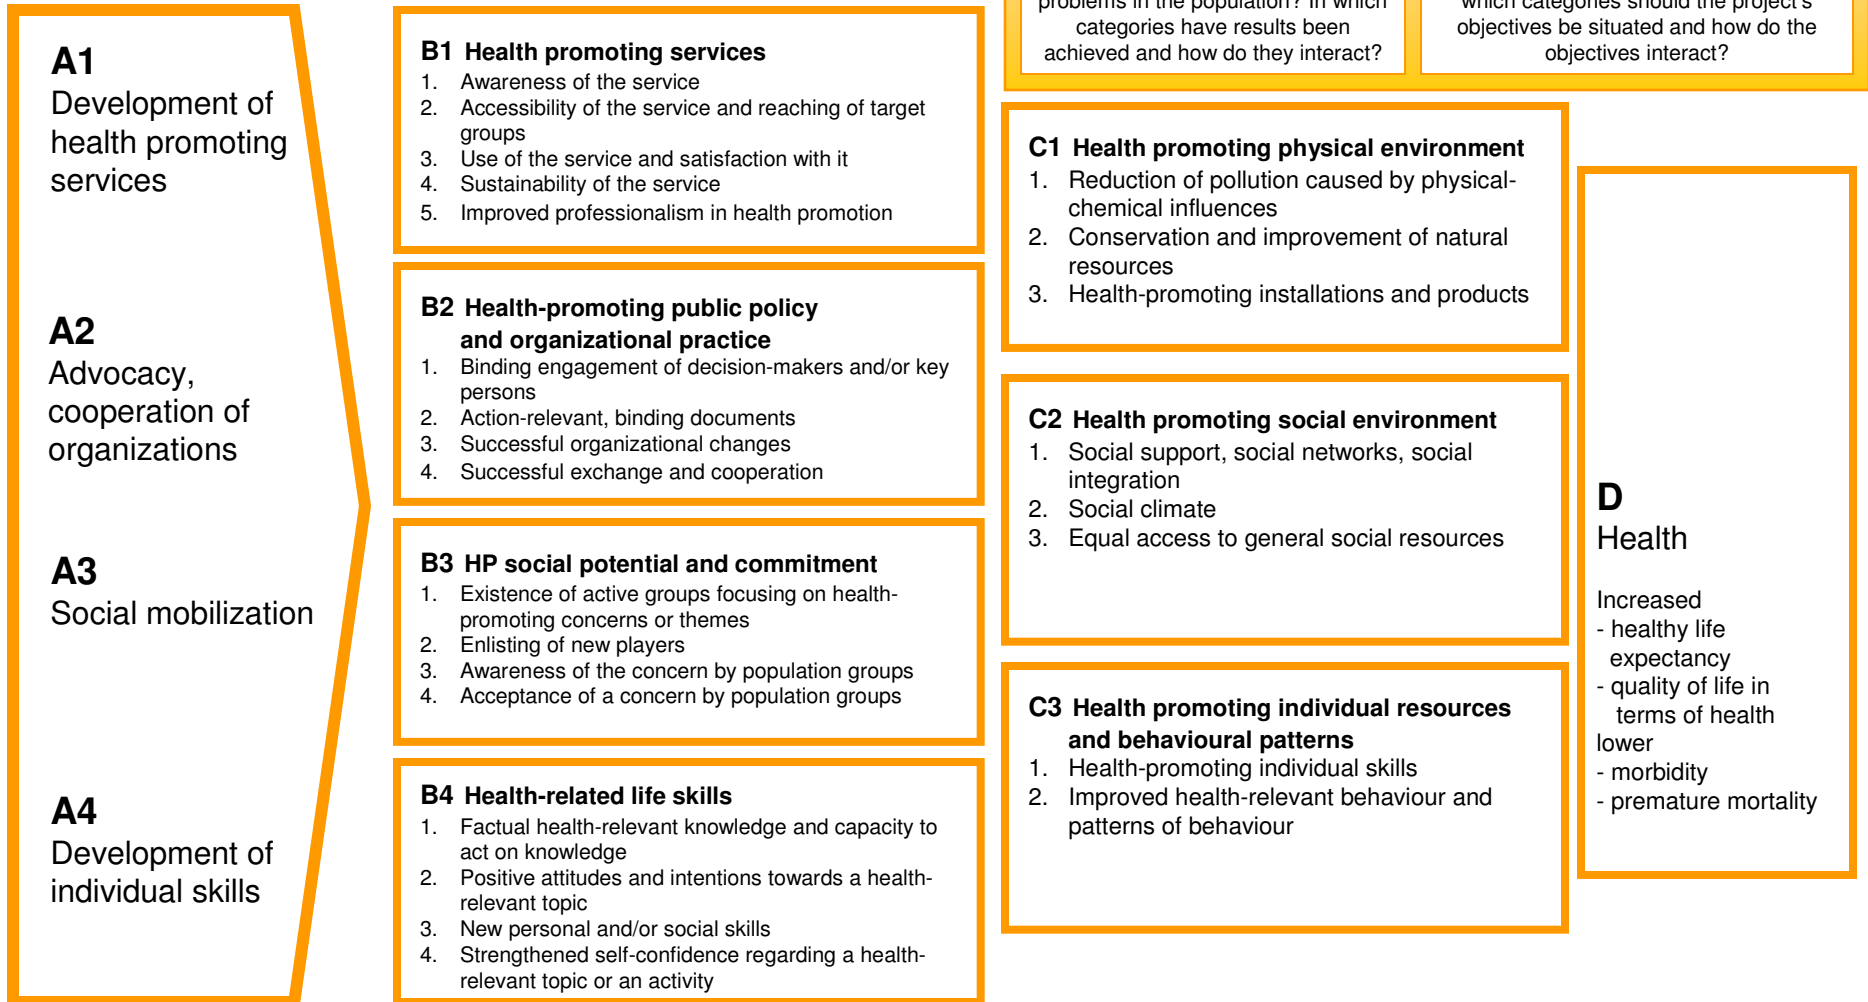 A1
Development of
health promoting
services
A2
Advocacy,
cooperation of
organizations
A3
Social mobilization
A4
Development of
individual skills
B1 Health promoting services
1. Awareness of the service
2. Accessibility of the service and reaching of target
groups
3. Use of the service and satisfaction with it
4. Sustainability of the service
5. Improved professionalism in health promotion
B2 Health-promoting public policy
and organizational practice
1. Binding engagement of decision-makers and/or key
persons
2. Action-relevant, binding documents
3. Successful organizational changes
4. Successful exchange and cooperation
B3 HP social potential and commitment
1. Existence of active groups focusing on health-
promoting concerns or themes
2. Enlisting of new players
3. Awareness of the concern by population groups
4. Acceptance of a concern by population groups
B4 Health-related life skills
1. Factual health-relevant knowledge and capacity to
act on knowledge
2. Positive attitudes and intentions towards a health-
relevant topic
3. New personal and/or social skills
4. Strengthened self-confidence regarding a health-
relevant topic or an activity
problems in the population? In which
categories have results been
achieved and how do they interact?
which categories should the project's
objectives be situated and how do the
objectives interact?
C1 Health promoting physical environment
1. Reduction of pollution caused by physical-
chemical influences
2. Conservation and improvement of natural
resources
3. Health-promoting installations and products
C2 Health promoting social environment
1. Social support, social networks, social
integration
2. Social climate
3. Equal access to general social resources
C3 Health promoting individual resources
and behavioural patterns
1. Health-promoting individual skills
2. Improved health-relevant behaviour and
patterns of behaviour
D
Health
Increased
- healthy life
expectancy
- quality of life in
terms of health
lower
- morbidity
- premature mortality